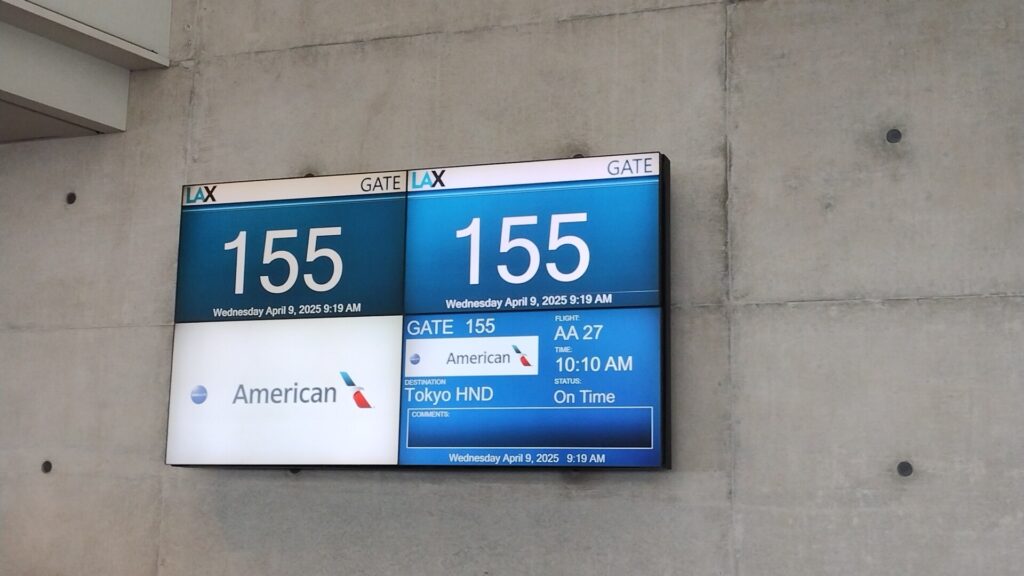 LAX GATE
155
Wednesday April 9, 2025 9:19 AM
American
LAX GATE
155
Wednesday April 9, 2025 9:19 AM
GATE 155
American
DESTINATION
Tokyo HND
FLIGHT:
AA 27
TIME:
10:10 AM
STATUS:
On Time
COMMENTS:
Wednesday April 9, 2025 9:19 AM